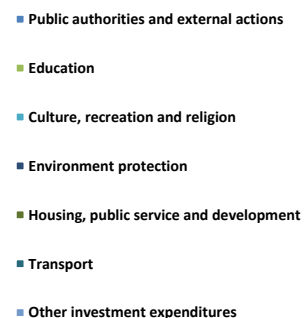 Public authorities and external actions
Education
Culture, recreation and religion
Environment protection
Housing, public service and development
Transport
Other investment expenditures